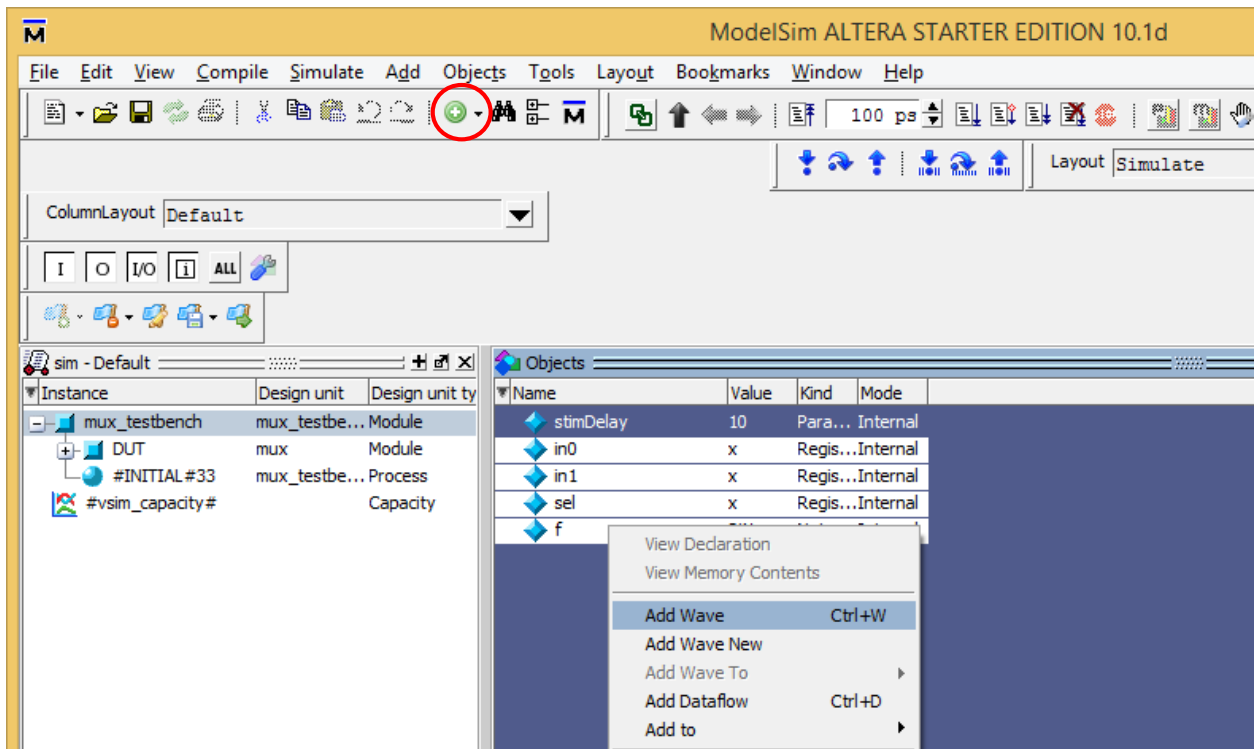 M
ModelSim ALTERA STARTER EDITION 10.1d
File Edit View Compile Simulate Add Objects Tools Layout Bookmarks Window Help
M 100 ps
Layout Simulate
ColumnLayout Default
I O I/O i ALL
sim - Default
Instance Design unit Design unit ty
mux_testbench mux_testbe... Module
DUT mux Module
#INITIAL#33 mux_testbe... Process
#vsim_capacity# Capacity
Objects
Name Value Kind Mode
stimDelay 10 Para... Internal
in0 x Regis... Internal
in1 x Regis... Internal
sel x Regis... Internal
f
View Declaration
View Memory Contents
Add Wave Ctrl+W
Add Wave New
Add Wave To
Add Dataflow Ctrl+D
Add to